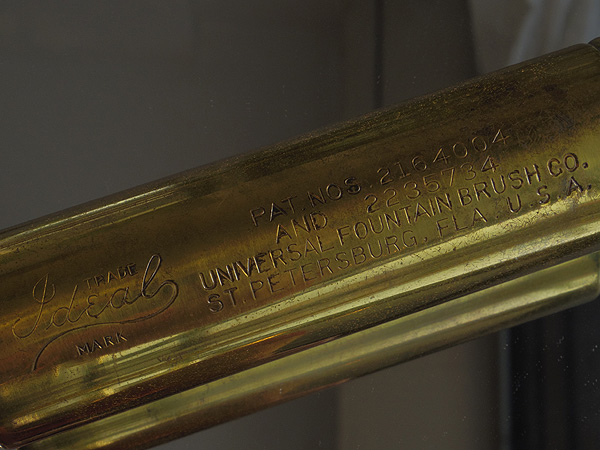 TRADE
Ideal
MARK
PAT. NOS. 2164004
AND 2235734
UNIVERSAL FOUNTAIN BRUSH CO.
ST. PETERSBURG, FLA. U.S.A.